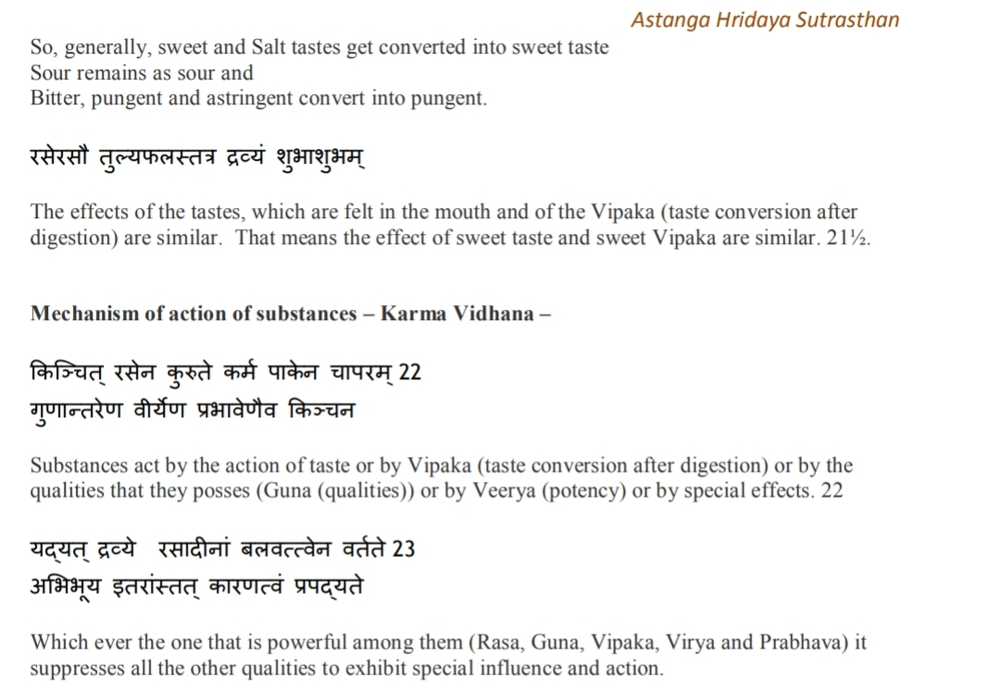 Astanga Hridaya Sutrasthan
So, generally, sweet and Salt tastes get converted into sweet taste
Sour remains as sour and
Bitter, pungent and astringent convert into pungent.
रसेरसौ तुल्यफलस्तत्र द्रव्यं शुभाशुभम्
The effects of the tastes, which are felt in the mouth and of the Vipaka (taste conversion after
digestion) are similar.  That means the effect of sweet taste and sweet Vipaka are similar. 21½.
Mechanism of action of substances – Karma Vidhana –
किञ्चित् रसेन कुरुते कर्म पाकेन चापरम् 22
गुणान्तरेण वीर्येण प्रभावेणैव किञ्चन
Substances act by the action of taste or by Vipaka (taste conversion after digestion) or by the
qualities that they posses (Guna (qualities)) or by Veerya (potency) or by special effects. 22
यद्यत् द्रव्ये  रसादीनां बलवत्त्वेन वर्तते 23
अभिभूय इतरांस्तत् कारणत्वं प्रपद्यते
Which ever the one that is powerful among them (Rasa, Guna, Vipaka, Virya and Prabhava) it
suppresses all the other qualities to exhibit special influence and action.